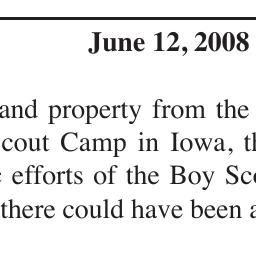 June 12, 2008
and property from the
cout Camp in Iowa, th
efforts of the Boy Sco
there could have been a